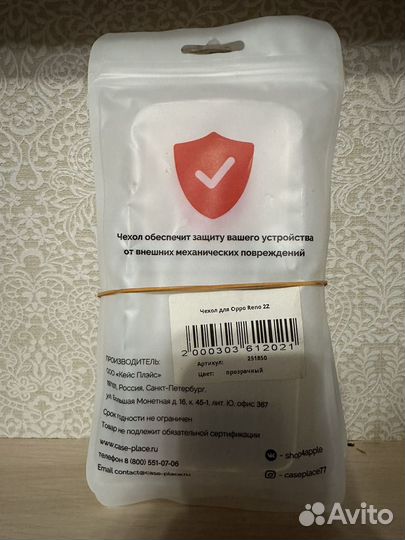 Чехол обеспечит защиту вашего устройства
от внешних механических повреждений
Чехол для Oppo Reno 2Z
2000303612021
Артикул: 251850
Цвет: прозрачный
ПРОИЗВОДИТЕЛЬ:
ООО «Кейс Плэйс»
Россия, Санкт-Петербург,
ул. Большая Монетная д. 16, к. 45-1, лит. Ю, офис 367
Срок годности не ограничен
Товар не подлежит обязательной сертификации
www.case-place.ru
телефон 8 (800) 551-07-06
Email contact@case-place.ru
- shop4apple
- caseplace77
Avito